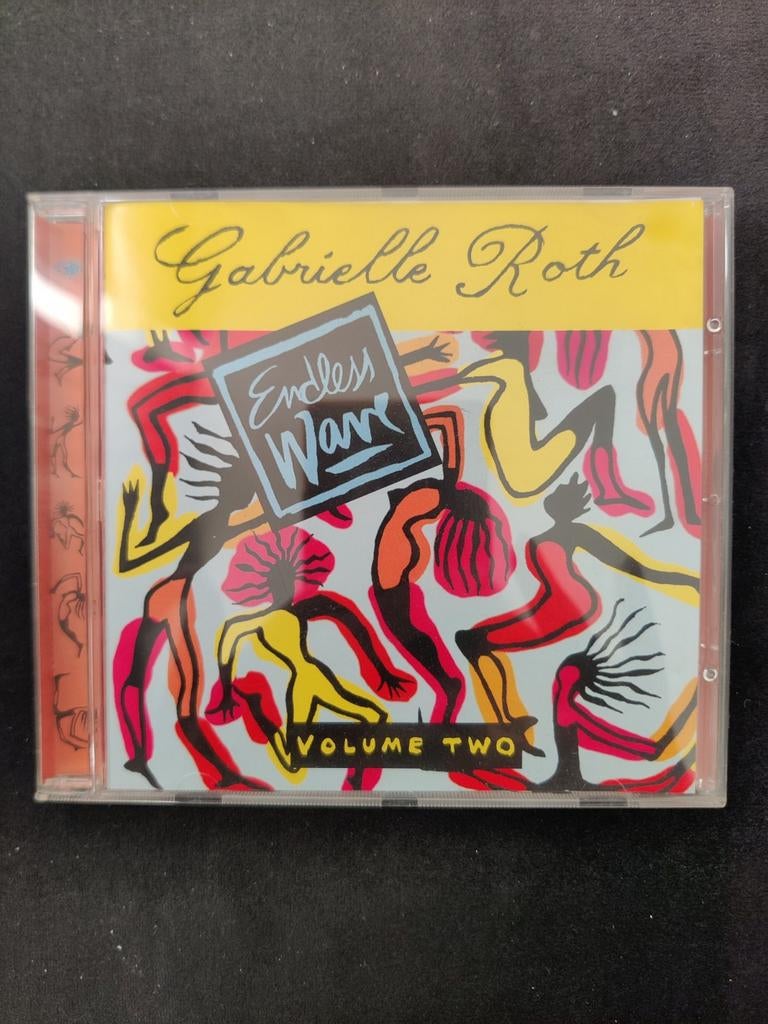 Gabrielle Roth
Endless
Wave
VOLUME TWO